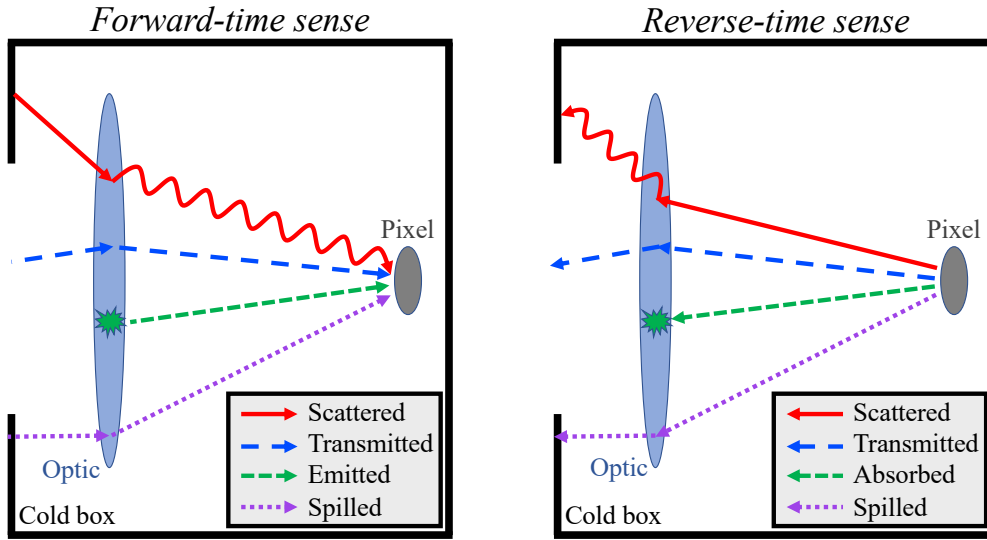 Forward-time sense
Pixel
Optic
Cold box
Scattered
Transmitted
Emitted
Spilled
Reverse-time sense
Pixel
Optic
Cold box
Scattered
Transmitted
Absorbed
Spilled